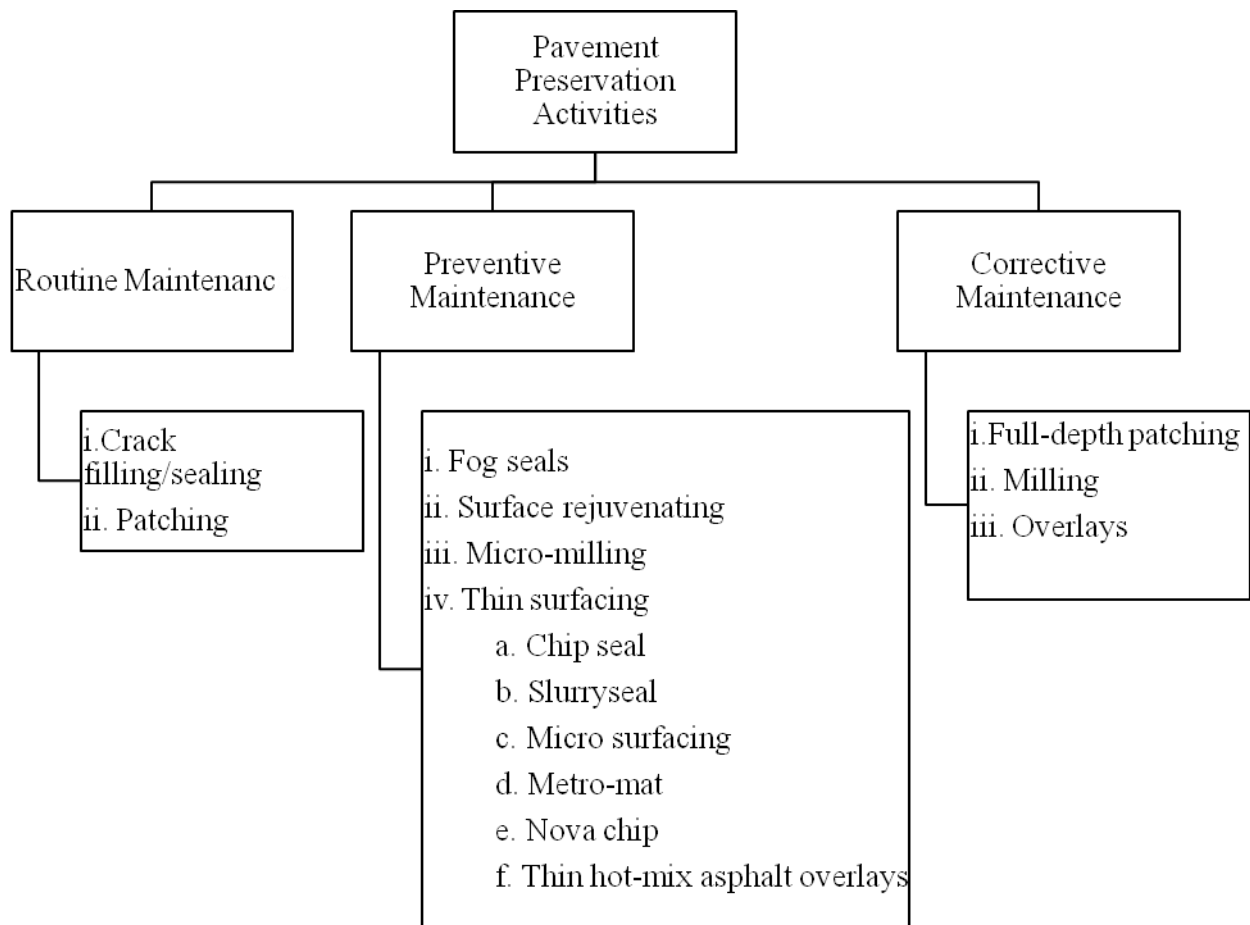 Pavement
Preservation
Activities
Routine Maintenanc
Preventive
Maintenance
Corrective
Maintenance
i.Crack
filling/sealing
ii. Patching
i. Fog seals
ii. Surface rejuvenating
iii. Micro-milling
iv. Thin surfacing
a. Chip seal
b. Slurryseal
c. Micro surfacing
d. Metro-mat
e. Nova chip
f. Thin hot-mix asphalt overlays
i.Full-depth patching
ii. Milling
iii. Overlays